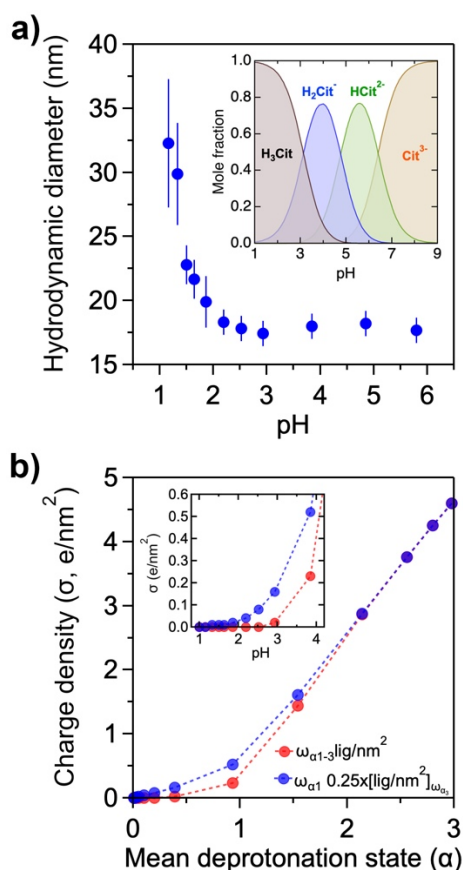 a)
Hydrodynamic diameter (nm)
40
35
30
25
20
15
1 2 3 4 5 6
pH
Mole fraction
1.0
0.8
0.6
0.4
0.2
0.0
1 3 5 7 9
pH
H₃Cit
H₂Cit⁻
HCit²⁻
Cit³⁻
b)
Charge density (σ, e/nm²)
5
4
3
2
1
0
0 1 2 3
Mean deprotonation state (α)
σ (e/nm²)
0.6
0.5
0.4
0.3
0.2
0.1
0.0
1 2 3 4
pH
ω_α1-3 lig/nm²
ω_α1 0.25x[lig/nm²]_ω_α3